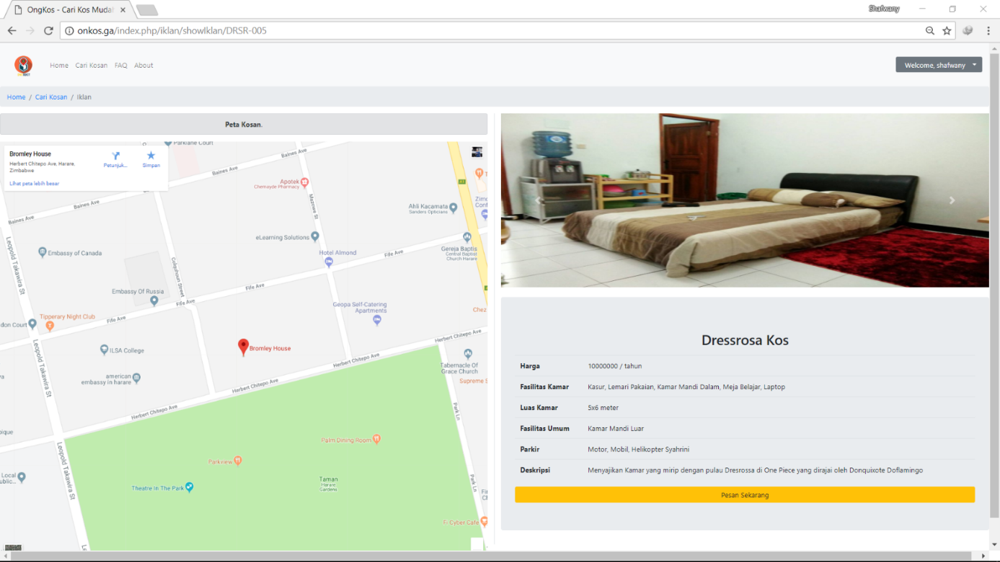 OngKos - Cari Kos Mudah
Shafwany
onkos.ga/index.php/iklan/showIklan/DRSR-005
Home Cari Kosan FAQ About
Welcome, shafwany
Home / Cari Kosan / Iklan
Peta Kosan.
Bromley House
Herbert Chitepo Ave, Harare,
Zimbabwe
Petunjuk...
Simpan
Lihat peta lebih besar
Parklane Court
Baines Ave
Baines Ave
Baines Ave
Baines Ave
Apotek
Chemayde Pharmacy
Mazowe St
Ahli Kacamata
Sanders Opticians
eLearning Solutions
Gereja Baptis
Central Baptist
Church Harare
Hotel Almond
Fife Ave
Embassy of Canada
Leopold Takawira St
Colquhoun Street
Embassy Of Russia
Fife Ave
Fife Ave
Fife Ave
Geopa Self-Catering
Apartments
Chez
Tipperary Night Club
don Court
Leopold Takawira St
ILSA College
Bromley House
Herbert Chitepo Ave
Herbert Chitepo Ave
Herbert Chitepo Ave
Herbert Chitepo Ave
american
embassy in harare
Tabernacle Of
Grace Church
Supreme S
Park Ln
Palm Dining Room
Parkview
Theatre In The Park
Taman
Harare
Gardens
Leopold Takawira St
Park Ln
Local
Fi Cyber Cafe
Dressrosa Kos
Harga 10000000 / tahun
Fasilitas Kamar Kasur, Lemari Pakaian, Kamar Mandi Dalam, Meja Belajar, Laptop
Luas Kamar 5x6 meter
Fasilitas Umum Kamar Mandi Luar
Parkir Motor, Mobil, Helikopter Syahrini
Deskripsi Menyajikan Kamar yang mirip dengan pulau Dresrossa di One Piece yang dirajai oleh Donquixote Doflamingo
Pesan Sekarang